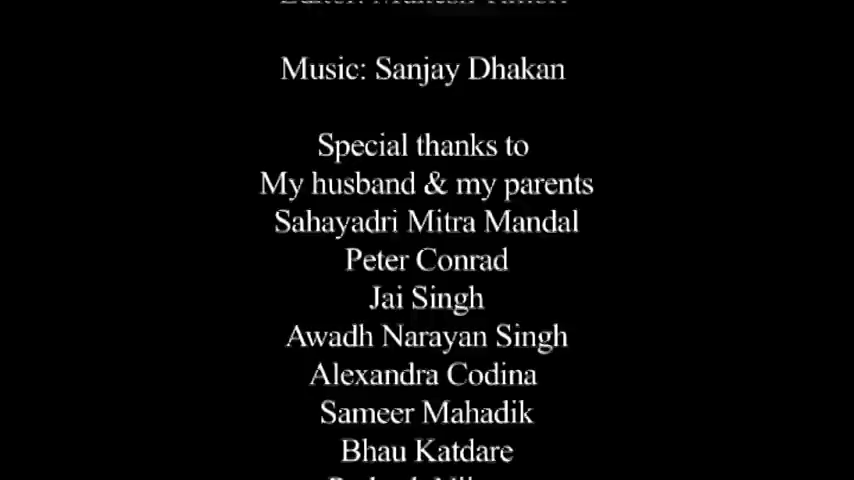 Music: Sanjay Dhakan
Special thanks to
My husband & my parents
Sahayadri Mitra Mandal
Peter Conrad
Jai Singh
Awadh Narayan Singh
Alexandra Codina
Sameer Mahadik
Bhau Katdare